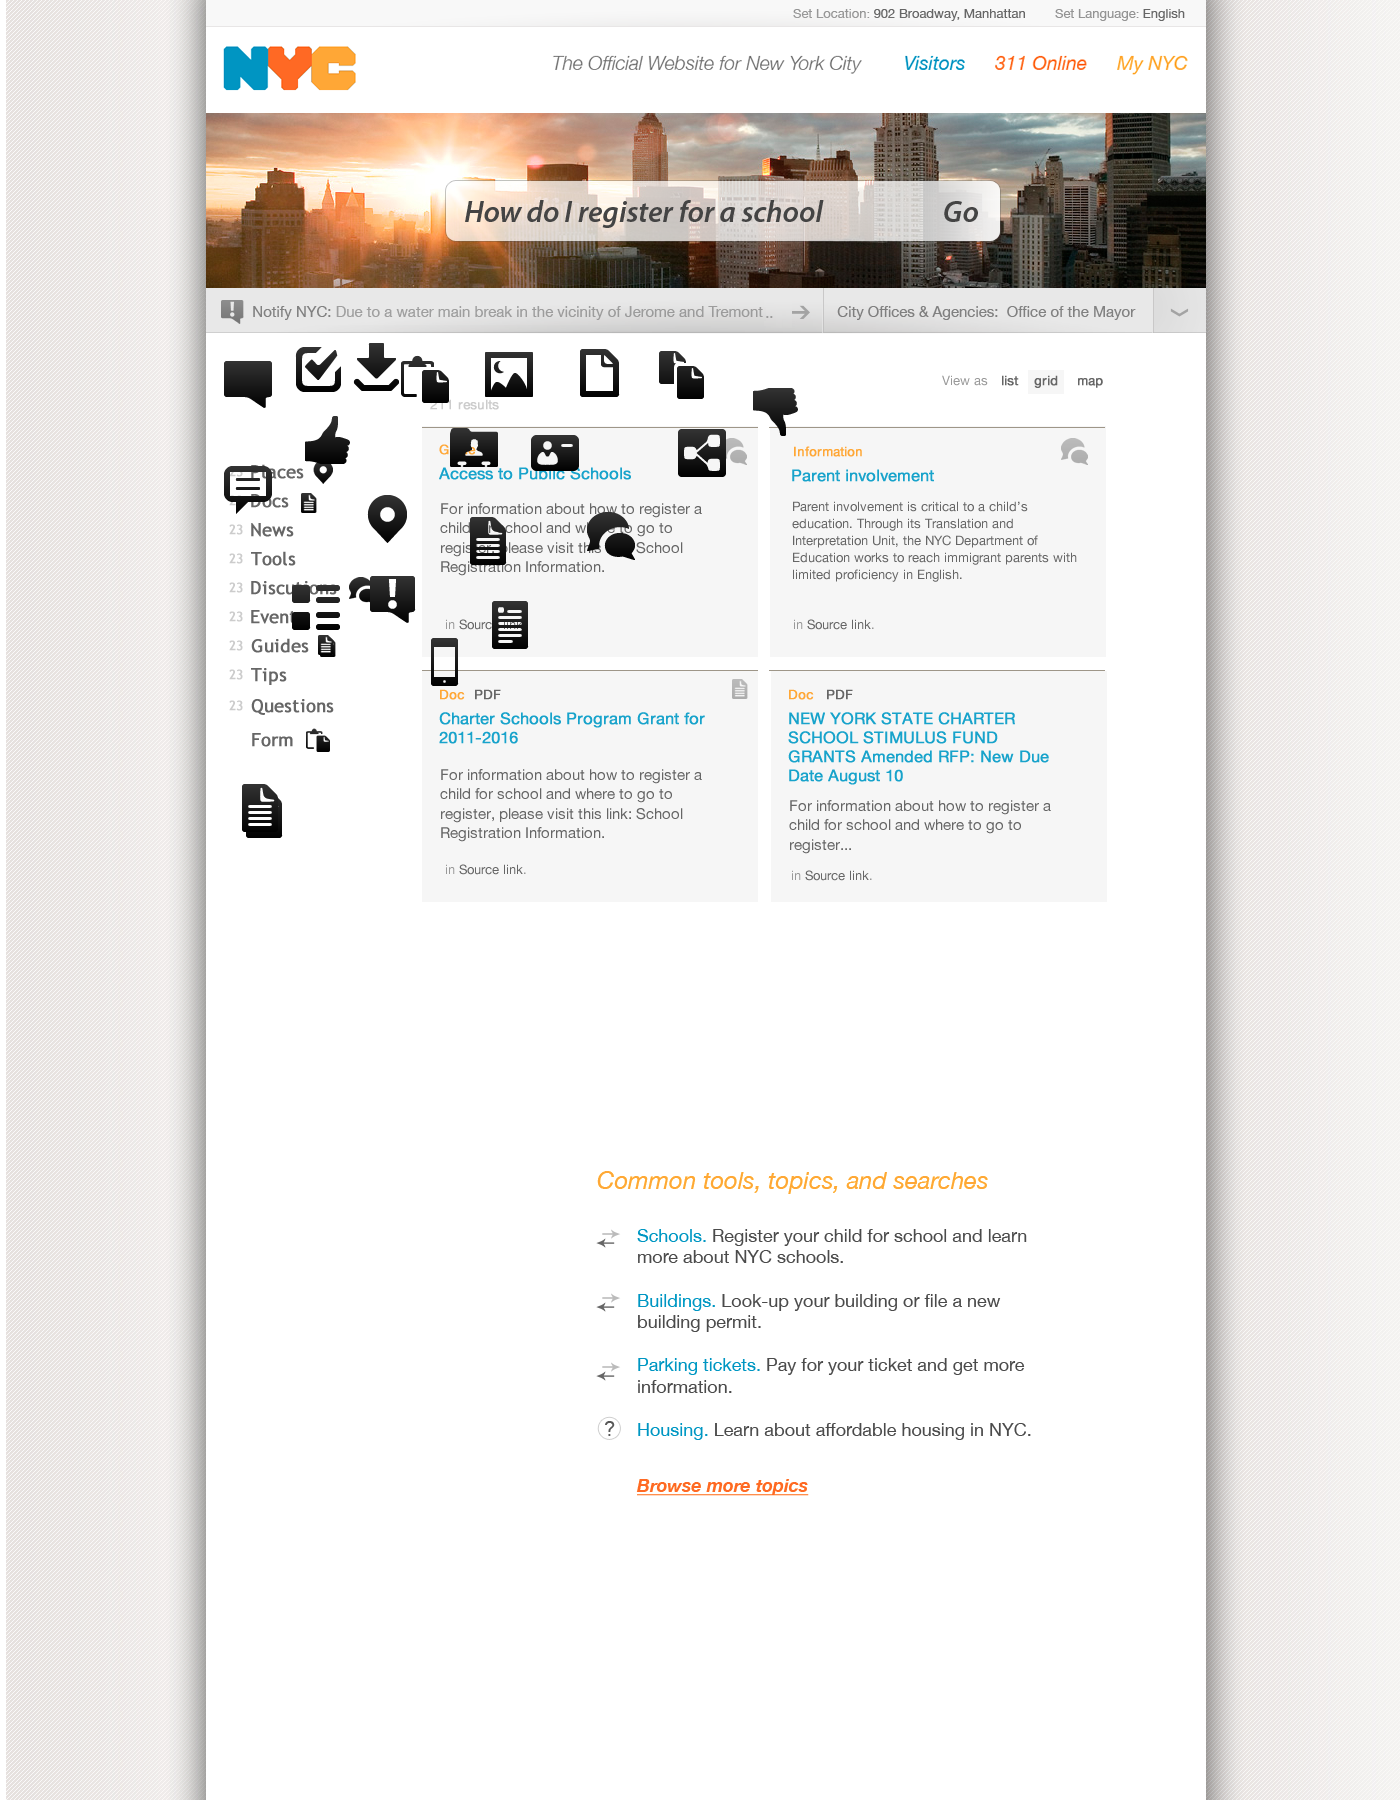 Set Location: 902 Broadway, Manhattan Set Language: English
NYC
The Official Website for New York City Visitors 311 Online My NYC
How do I register for a school Go
Notify NYC: Due to a water main break in the vicinity of Jerome and Tremont .. City Offices & Agencies: Office of the Mayor
View as list grid map
211 results
23 Places
Docs
23 News
23 Tools
23 Discutions
23 Event
23 Guides
23 Tips
23 Questions
Form
Access to Public Schools
For information about how to register a
child for school and where to go to
register, please visit this School
Registration Information.
in Source link.
Information
Parent involvement
Parent involvement is critical to a child's
education. Through its Translation and
Interpretation Unit, the NYC Department of
Education works to reach immigrant parents with
limited proficiency in English.
in Source link.
Doc PDF
Charter Schools Program Grant for
2011-2016
For information about how to register a
child for school and where to go to
register, please visit this link: School
Registration Information.
in Source link.
Doc PDF
NEW YORK STATE CHARTER
SCHOOL STIMULUS FUND
GRANTS Amended RFP: New Due
Date August 10
For information about how to register a
child for school and where to go to
register...
in Source link.
Common tools, topics, and searches
Schools. Register your child for school and learn
more about NYC schools.
Buildings. Look-up your building or file a new
building permit.
Parking tickets. Pay for your ticket and get more
information.
? Housing. Learn about affordable housing in NYC.
Browse more topics